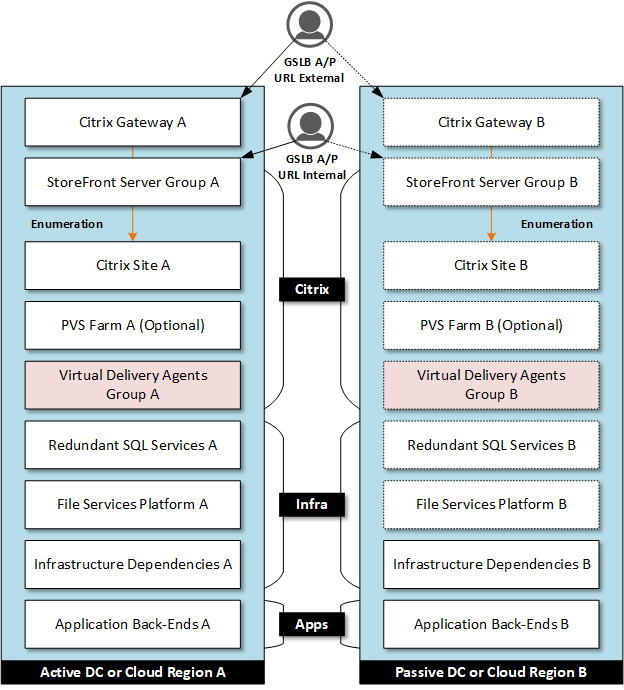 GSLB A/P
URL External
Citrix Gateway A
Citrix Gateway B
GSLB A/P
URL Internal
StoreFront Server Group A
StoreFront Server Group B
Enumeration
Enumeration
Citrix Site A
Citrix Site B
Citrix
PVS Farm A (Optional)
PVS Farm B (Optional)
Virtual Delivery Agents
Group A
Virtual Delivery Agents
Group B
Redundant SQL Services A
Redundant SQL Services B
File Services Platform A
Infra
File Services Platform B
Infrastructure Dependencies A
Infrastructure Dependencies B
Application Back-Ends A
Apps
Application Back-Ends B
Active DC or Cloud Region A
Passive DC or Cloud Region B